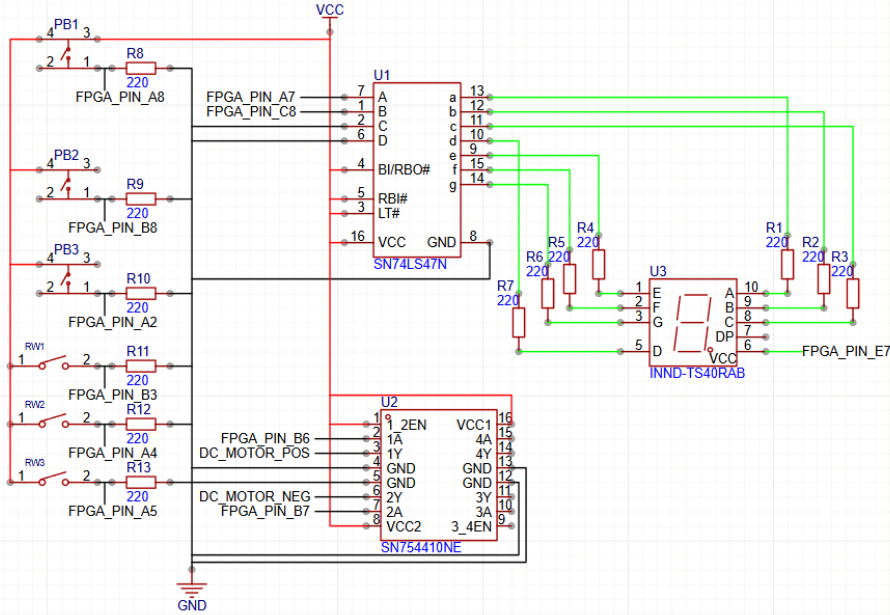 VCC
PB1
4 3
2 1
R8
220
FPGA_PIN_A8
PB2
4 3
2 1
R9
220
FPGA_PIN_B8
PB3
4 3
2 1
R10
220
FPGA_PIN_A2
RW1
1 2
R11
220
FPGA_PIN_B3
RW2
1 2
R12
220
FPGA_PIN_A4
RW3
1 2
R13
220
FPGA_PIN_A5
GND
U1
FPGA_PIN_A7 7 A a 13
FPGA_PIN_C8 1 B b 12
2 C c 11
6 D d 10
e 9
4 BI/RBO# f 15
g 14
5 RBI#
3 LT#
16 VCC GND 8
SN74LS47N
R7
220
R6
220
R5
220
R4
220
R1
220
R2
220
R3
220
U3
1 E A 10
2 F B 9
3 G C 8
DP 7
5 D VCC 6 FPGA_PIN_E7
INND-TS40RAB
U2
1 1_2EN VCC1 16
FPGA_PIN_B6 2 1A 4A 15
DC_MOTOR_POS 3 1Y 4Y 14
4 GND GND 13
5 GND GND 12
DC_MOTOR_NEG 6 2Y 3Y 11
FPGA_PIN_B7 7 2A 3A 10
8 VCC2 3_4EN 9
SN754410NE